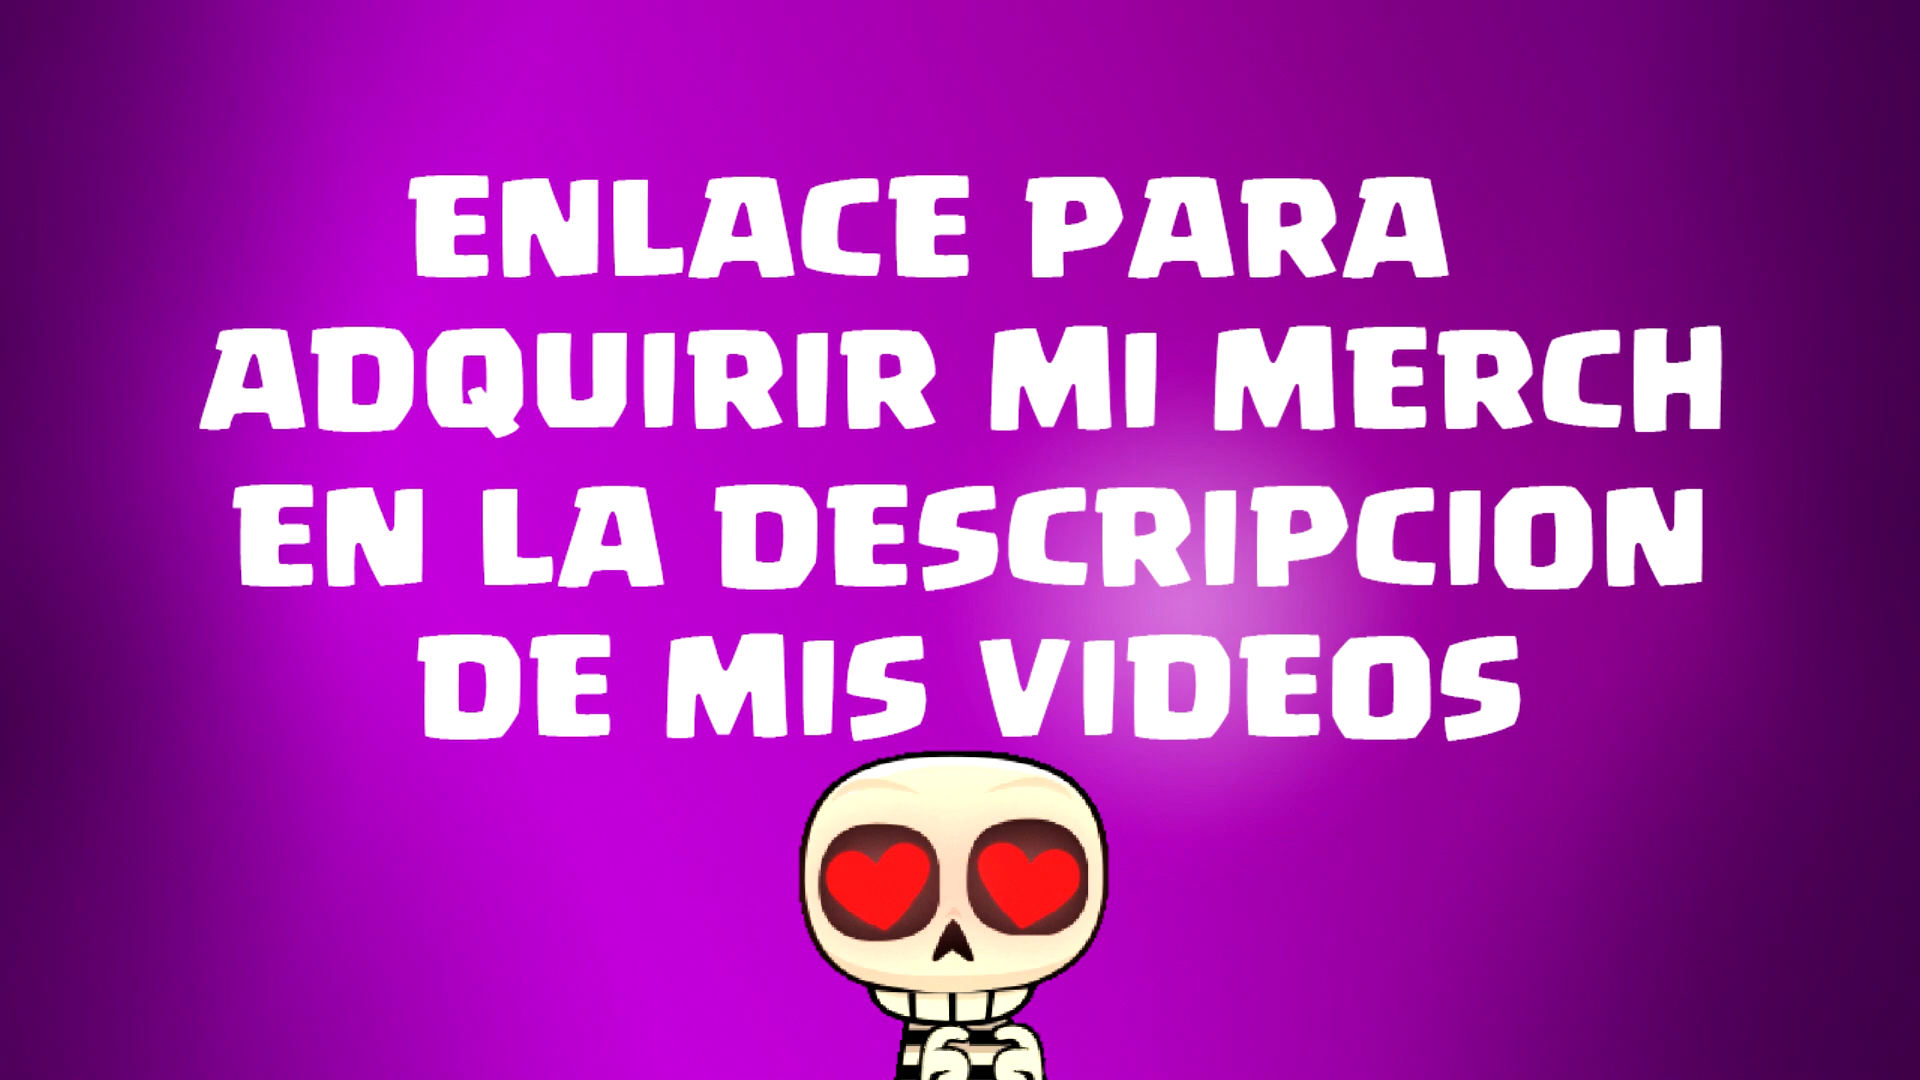 ENLACE PARA
ADQUIRIR MI MERCH
EN LA DESCRIPCION
DE MIS VIDEOS